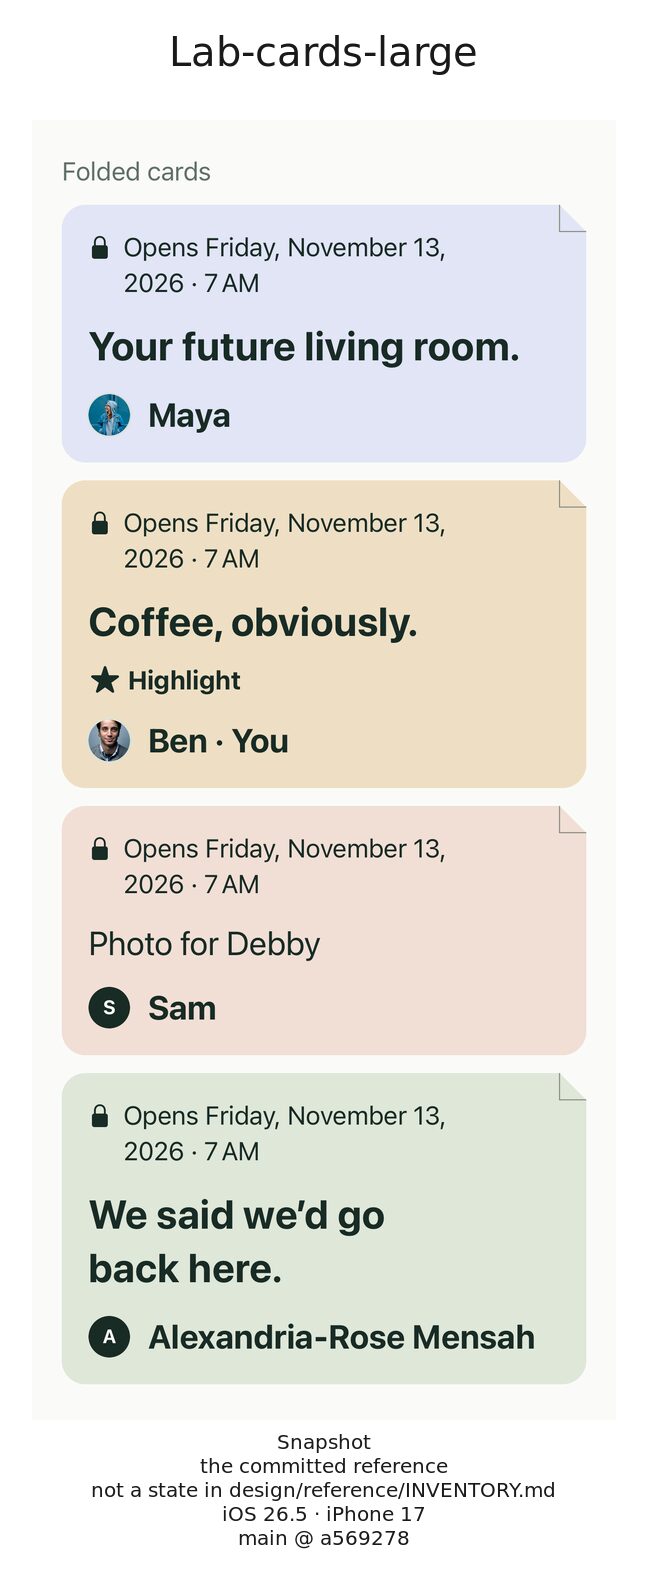 Lab-cards-large
Folded cards
Opens Friday, November 13,
2026 · 7 AM
Your future living room.
Maya
Opens Friday, November 13,
2026 · 7 AM
Coffee, obviously.
Highlight
Ben · You
Opens Friday, November 13,
2026 · 7 AM
Photo for Debby
S Sam
Opens Friday, November 13,
2026 · 7 AM
We said we’d go
back here.
A Alexandria-Rose Mensah
Snapshot
the committed reference
not a state in design/reference/INVENTORY.md
iOS 26.5 · iPhone 17
main @ a569278